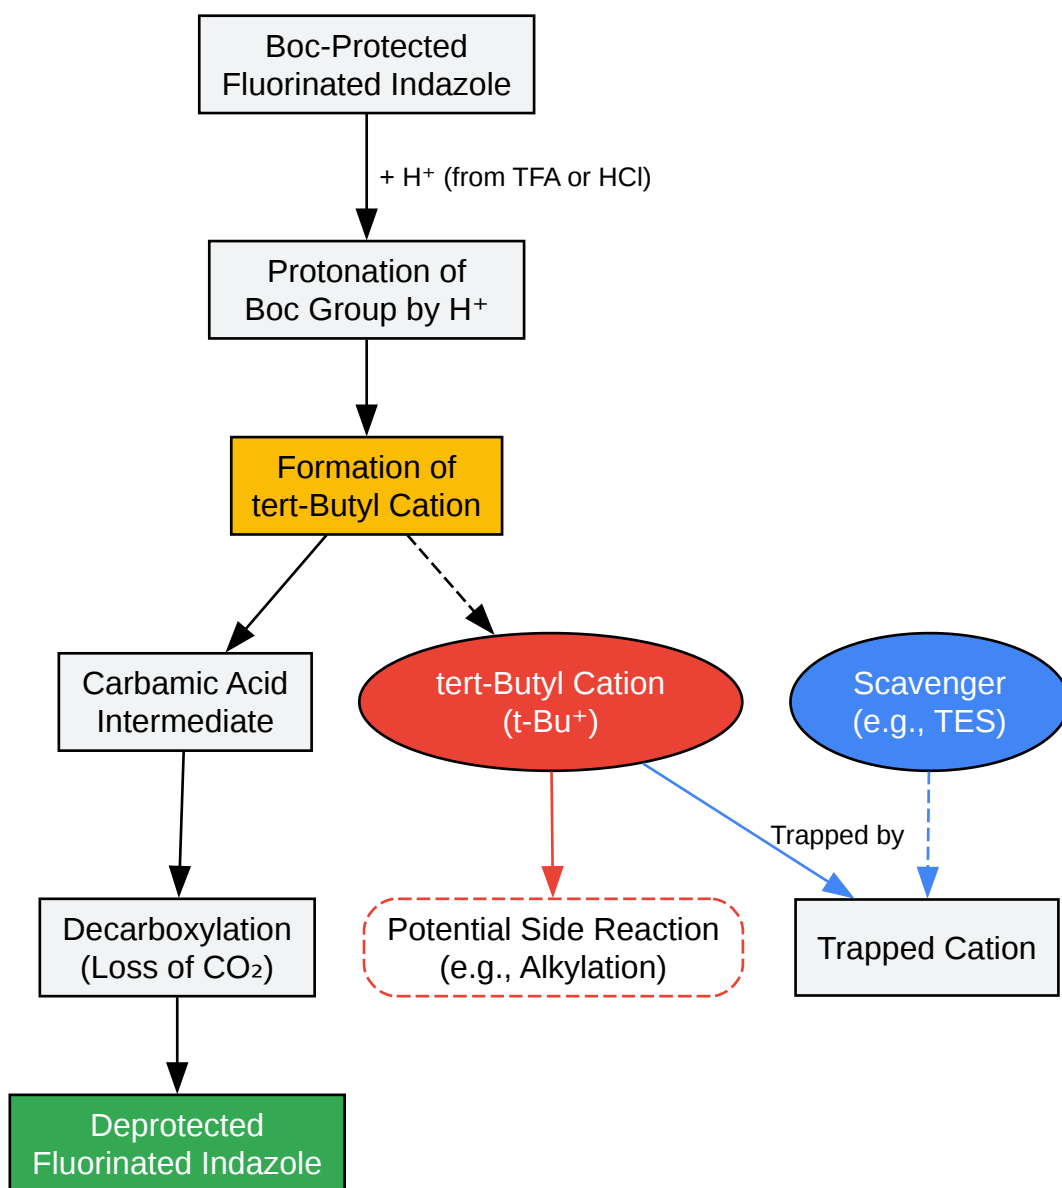 Boc-Protected
Fluorinated Indazole
+ H⁺ (from TFA or HCl)
Protonation of
Boc Group by H⁺
Formation of
tert-Butyl Cation
Carbamic Acid
Intermediate
tert-Butyl Cation
(t-Bu⁺)
Scavenger
(e.g., TES)
Trapped by
Decarboxylation
(Loss of CO₂)
Potential Side Reaction
(e.g., Alkylation)
Trapped Cation
Deprotected
Fluorinated Indazole